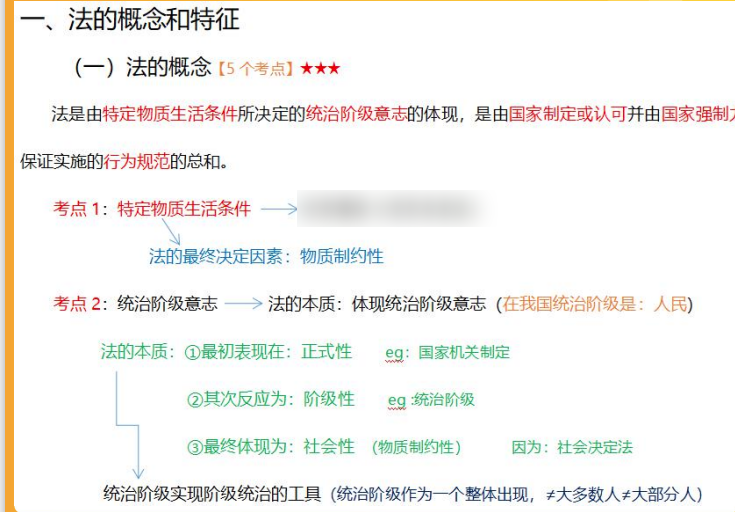 一、法的概念和特征
（一）法的概念【5 个考点】★★★
法是由特定物质生活条件所决定的统治阶级意志的体现，是由国家制定或认可并由国家强制力
保证实施的行为规范的总和。
考点 1：特定物质生活条件
法的最终决定因素：物质制约性
考点 2：统治阶级意志 法的本质：体现统治阶级意志（在我国统治阶级是：人民）
法的本质：①最初表现在：正式性 eg：国家机关制定
②其次反应为：阶级性 eg :统治阶级
③最终体现为：社会性 （物质制约性） 因为：社会决定法
统治阶级实现阶级统治的工具（统治阶级作为一个整体出现，≠大多数人≠大部分人）